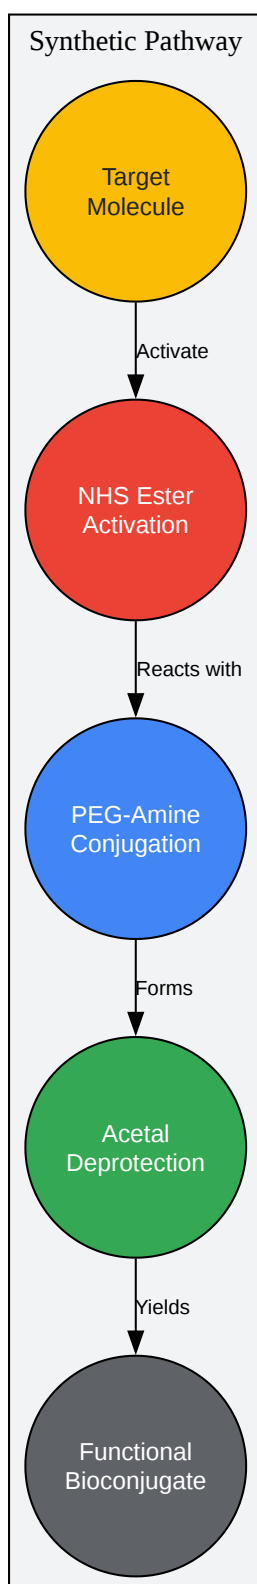 Synthetic Pathway
Target
Molecule
Activate
NHS Ester
Activation
Reacts with
PEG-Amine
Conjugation
Forms
Acetal
Deprotection
Yields
Functional
Bioconjugate